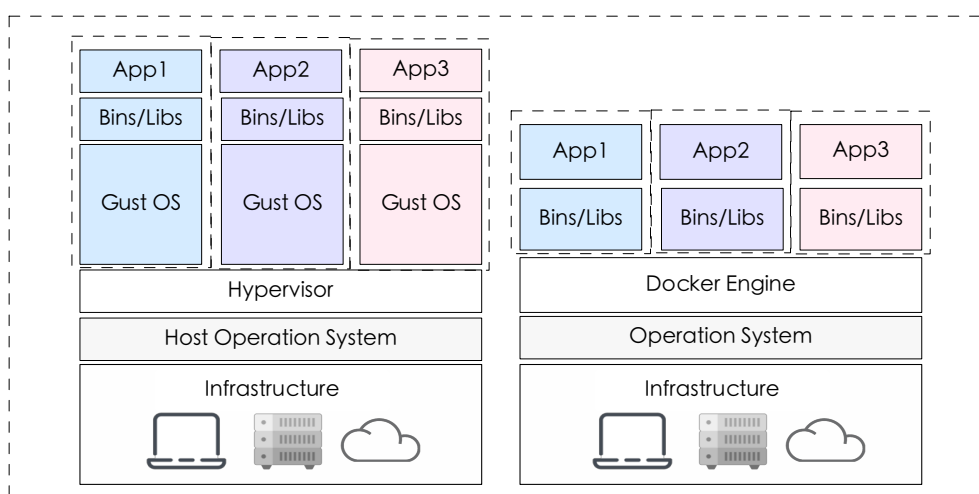 App1
App2
App3
Bins/Libs
Bins/Libs
Bins/Libs
Gust OS
Gust OS
Gust OS
Hypervisor
Host Operation System
Infrastructure
App1
App2
App3
Bins/Libs
Bins/Libs
Bins/Libs
Docker Engine
Operation System
Infrastructure